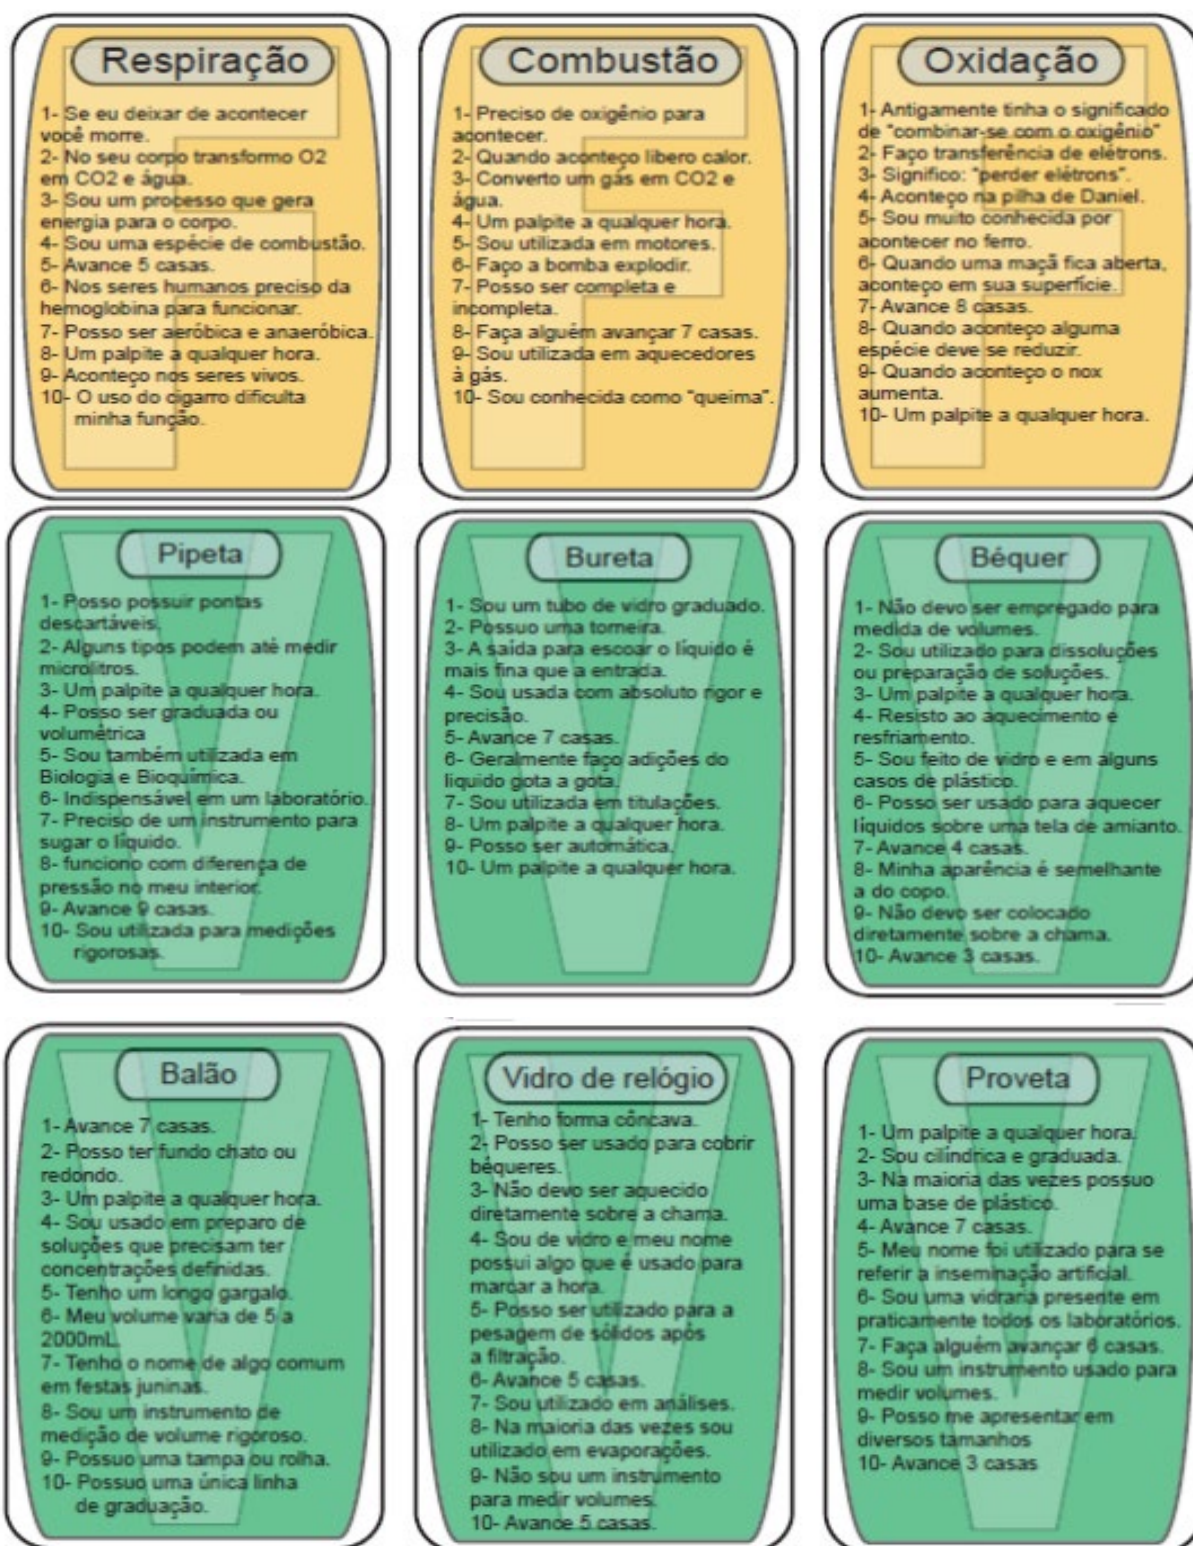 Respiração
1- Se eu deixar de acontecer
você morre.
2- No seu corpo transformo O2
em CO2 e água.
3- Sou um processo que gera
energia para o corpo.
4- Sou uma espécie de combustão.
5- Avance 5 casas.
6- Nos seres humanos preciso da
hemoglobina para funcionar.
7- Posso ser aeróbica e anaeróbica.
8- Um palpite a qualquer hora.
9- Aconteço nos seres vivos.
10- O uso do cigarro dificulta
minha função.
Combustão
1- Preciso de oxigênio para
acontecer.
2- Quando aconteço libero calor.
3- Converto um gás em CO2 e
água.
4- Um palpite a qualquer hora.
5- Sou utilizada em motores.
6- Faço a bomba explodir.
7- Posso ser completa e
incompleta.
8- Faça alguém avançar 7 casas.
9- Sou utilizada em aquecedores
à gás.
10- Sou conhecida como "queima".
Oxidação
1- Antigamente tinha o significado
de "combinar-se com o oxigênio"
2- Faço transferência de elétrons.
3- Significo: "perder elétrons".
4- Aconteço na pilha de Daniel.
5- Sou muito conhecida por
acontecer no ferro.
6- Quando uma maçã fica aberta,
aconteço em sua superfície.
7- Avance 8 casas.
8- Quando aconteço alguma
espécie deve se reduzir.
9- Quando aconteço o nox
aumenta.
10- Um palpite a qualquer hora.
Pipeta
1- Posso possuir pontas
descartáveis.
2- Alguns tipos podem até medir
microlitros.
3- Um palpite a qualquer hora.
4- Posso ser graduada ou
volumétrica
5- Sou também utilizada em
Biologia e Bioquímica.
6- Indispensável em um laboratório.
7- Preciso de um instrumento para
sugar o líquido.
8- funciono com diferença de
pressão no meu interior.
9- Avance 9 casas.
10- Sou utilizada para medições
rigorosas.
Bureta
1- Sou um tubo de vidro graduado.
2- Possuo uma torneira.
3- A saída para escoar o líquido é
mais fina que a entrada.
4- Sou usada com absoluto rigor e
precisão.
5- Avance 7 casas.
6- Geralmente faço adições do
líquido gota a gota.
7- Sou utilizada em titulações.
8- Um palpite a qualquer hora.
9- Posso ser automática.
10- Um palpite a qualquer hora.
Béquer
1- Não devo ser empregado para
medida de volumes.
2- Sou utilizado para dissoluções
ou preparação de soluções.
3- Um palpite a qualquer hora.
4- Resisto ao aquecimento e
resfriamento.
5- Sou feito de vidro e em alguns
casos de plástico.
6- Posso ser usado para aquecer
líquidos sobre uma tela de amianto.
7- Avance 4 casas.
8- Minha aparência é semelhante
a do copo.
9- Não devo ser colocado
diretamente sobre a chama.
10- Avance 3 casas.
Balão
1- Avance 7 casas.
2- Posso ter fundo chato ou
redondo.
3- Um palpite a qualquer hora.
4- Sou usado em preparo de
soluções que precisam ter
concentrações definidas.
5- Tenho um longo gargalo.
6- Meu volume varia de 5 a
2000mL.
7- Tenho o nome de algo comum
em festas juninas.
8- Sou um instrumento de
medição de volume rigoroso.
9- Possuo uma tampa ou rolha.
10- Possuo uma única linha
de graduação.
Vidro de relógio
1- Tenho forma côncava.
2- Posso ser usado para cobrir
béqueres.
3- Não devo ser aquecido
diretamente sobre a chama.
4- Sou de vidro e meu nome
possui algo que é usado para
marcar a hora.
5- Posso ser utilizado para a
pesagem de sólidos após
a filtração.
6- Avance 5 casas.
7- Sou utilizado em análises.
8- Na maioria das vezes sou
utilizado em evaporações.
9- Não sou um instrumento
para medir volumes.
10- Avance 5 casas.
Proveta
1- Um palpite a qualquer hora.
2- Sou cilíndrica e graduada.
3- Na maioria das vezes possuo
uma base de plástico.
4- Avance 7 casas.
5- Meu nome foi utilizado para se
referir a inseminação artificial.
6- Sou uma vidraria presente em
praticamente todos os laboratórios.
7- Faça alguém avançar 6 casas.
8- Sou um instrumento usado para
medir volumes.
9- Posso me apresentar em
diversos tamanhos
10- Avance 3 casas